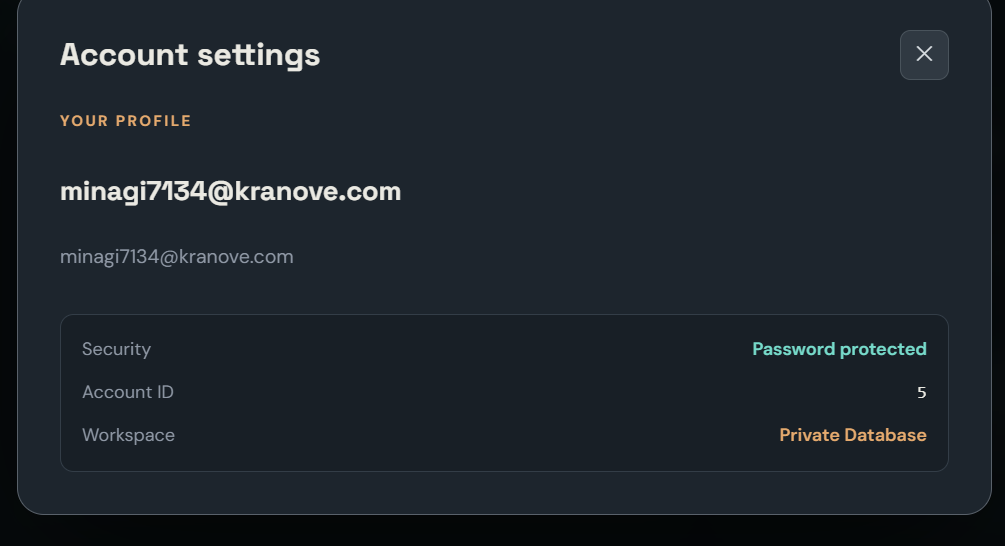 Account settings
YOUR PROFILE
minagi7134@kranove.com
minagi7134@kranove.com
Security Password protected
Account ID 5
Workspace Private Database